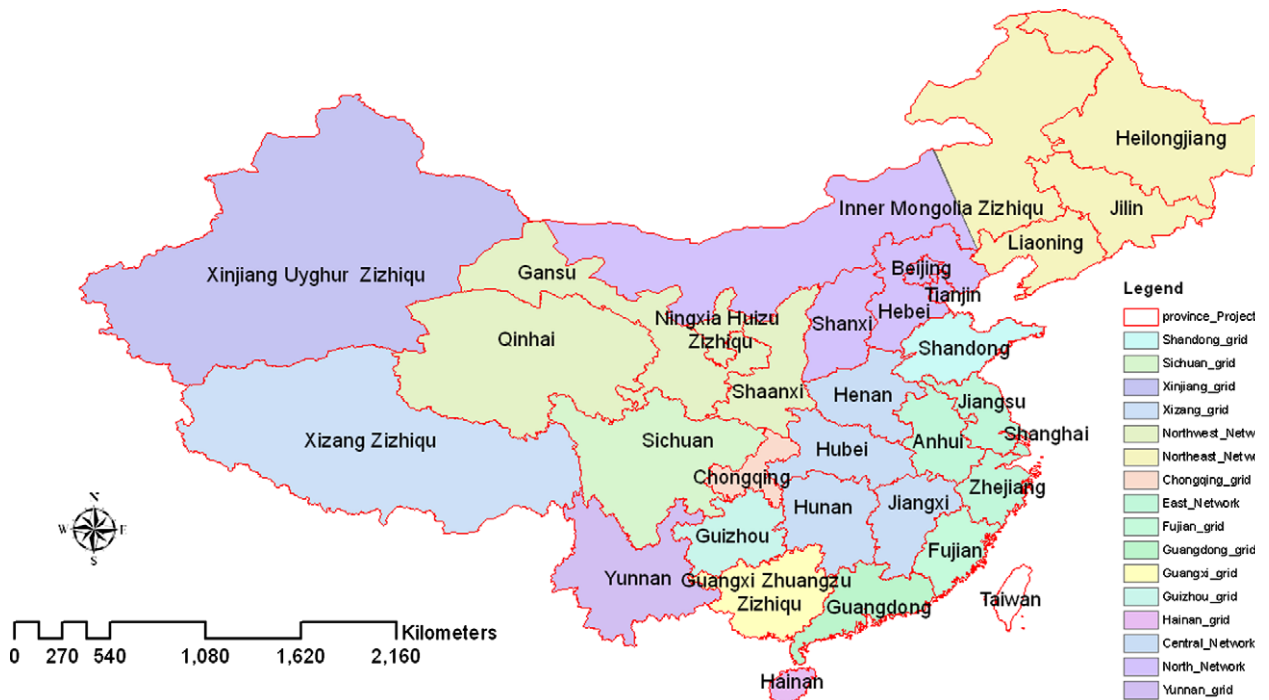 Heilongjiang
Inner Mongolia Zizhiqu
Jilin
Liaoning
Xinjiang Uyghur Zizhiqu
Gansu
Beijing
Tianjin
Hebei
Ningxia Huizu
Zizhiqu
Shanxi
Qinhai
Shandong
Shaanxi
Henan
Jiangsu
Xizang Zizhiqu
Sichuan
Hubei
Anhui
Shanghai
Chongqing
Zhejiang
Hunan
Jiangxi
Guizhou
Fujian
Yunnan
Guangxi Zhuangzu
Zizhiqu
Guangdong
Taiwan
Hainan
N
W E
S
Kilometers
0 270 540 1,080 1,620 2,160
Legend
province_Project
Shandong_grid
Sichuan_grid
Xinjiang_grid
Xizang_grid
Northwest_Netw
Northeast_Netw
Chongqing_grid
East_Network
Fujian_grid
Guangdong_grid
Guangxi_grid
Guizhou_grid
Hainan_grid
Central_Network
North_Network
Yunnan_grid